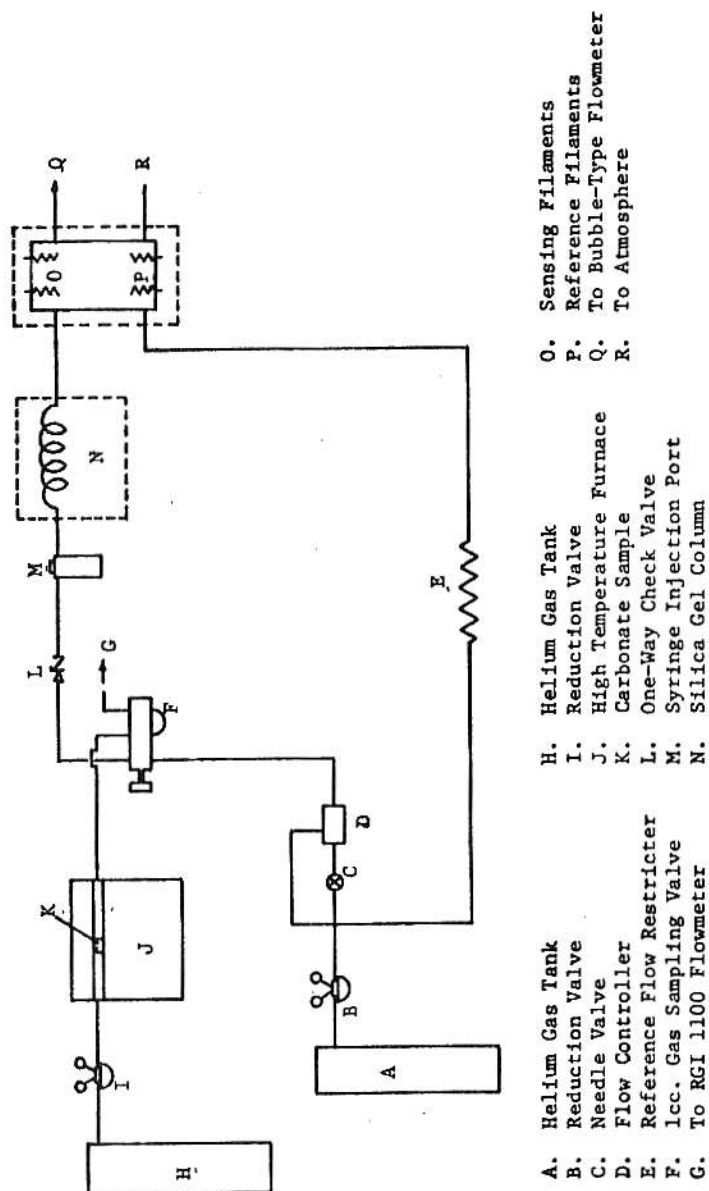 Q
R
O
P
N
M
L
G
F
E
D
C
B
A
K
J
I
H
A. Helium Gas Tank
B. Reduction Valve
C. Needle Valve
D. Flow Controller
E. Reference Flow Restricter
F. 1cc. Gas Sampling Valve
G. To RGI 1100 Flowmeter
H. Helium Gas Tank
I. Reduction Valve
J. High Temperature Furnace
K. Carbonate Sample
L. One-Way Check Valve
M. Syringe Injection Port
N. Silica Gel Column
O. Sensing Filaments
P. Reference Filaments
Q. To Bubble-Type Flowmeter
R. To Atmosphere